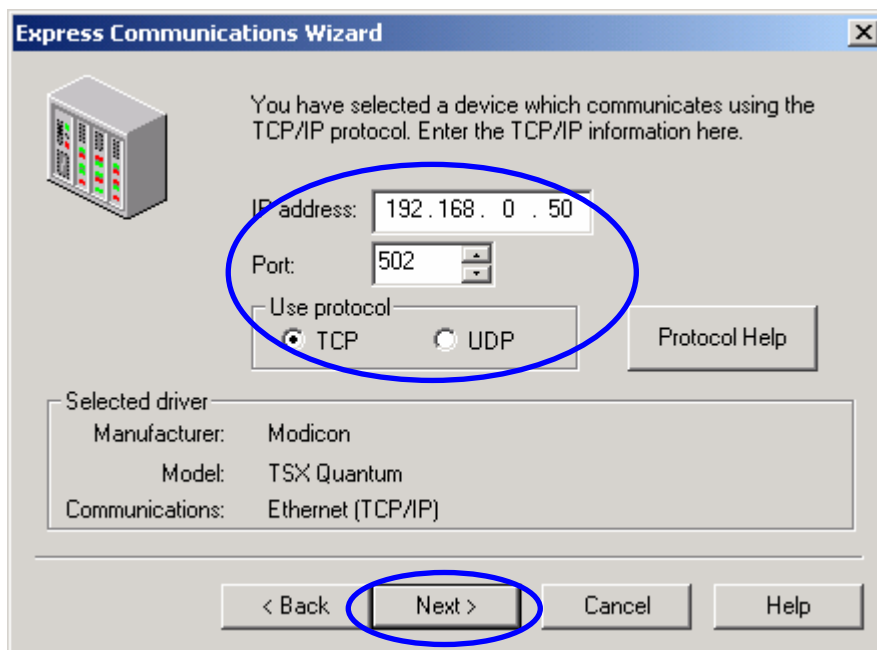 Express Communications Wizard
You have selected a device which communicates using the
TCP/IP protocol. Enter the TCP/IP information here.
IP address: 192.168. 0 .50
Port: 502
Use protocol
TCP UDP
Protocol Help
Selected driver
Manufacturer: Modicon
Model: TSX Quantum
Communications: Ethernet (TCP/IP)
< Back Next > Cancel Help